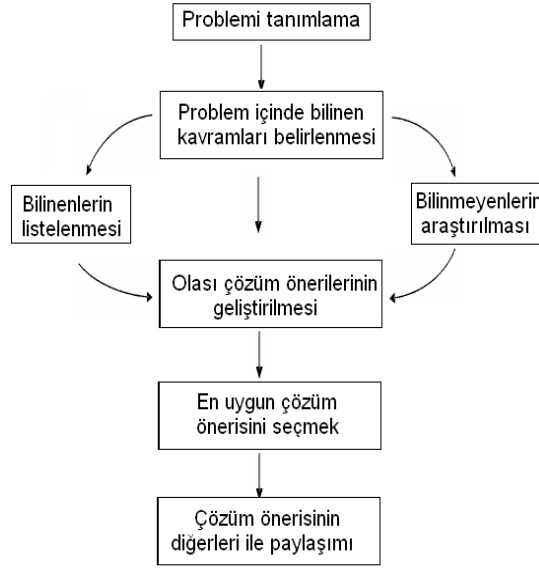 Problemi tanımlama
Problem içinde bilinen
kavramları belirlenmesi
Bilinenlerin
listelenmesi
Bilinmeyenlerin
araştırılması
Olası çözüm önerilerinin
geliştirilmesi
En uygun çözüm
önerisini seçmek
Çözüm önerisinin
diğerleri ile paylaşımı